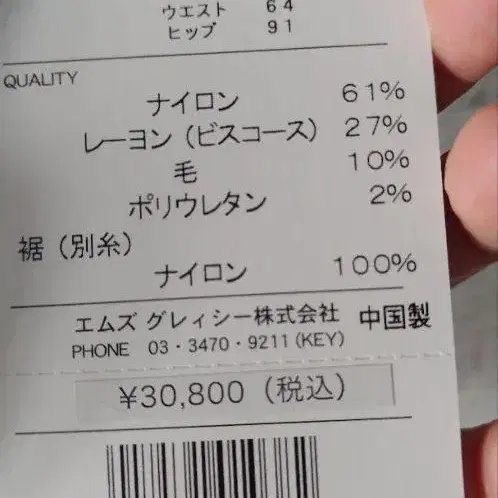 ウエスト 64
ヒップ 91
QUALITY
ナイロン 61%
レーヨン（ビスコース） 27%
毛 10%
ポリウレタン 2%
裾（別糸）
ナイロン 100%
エムズ グレィシー株式会社 中国製
PHONE 03・3470・9211(KEY)
¥30,800（税込）